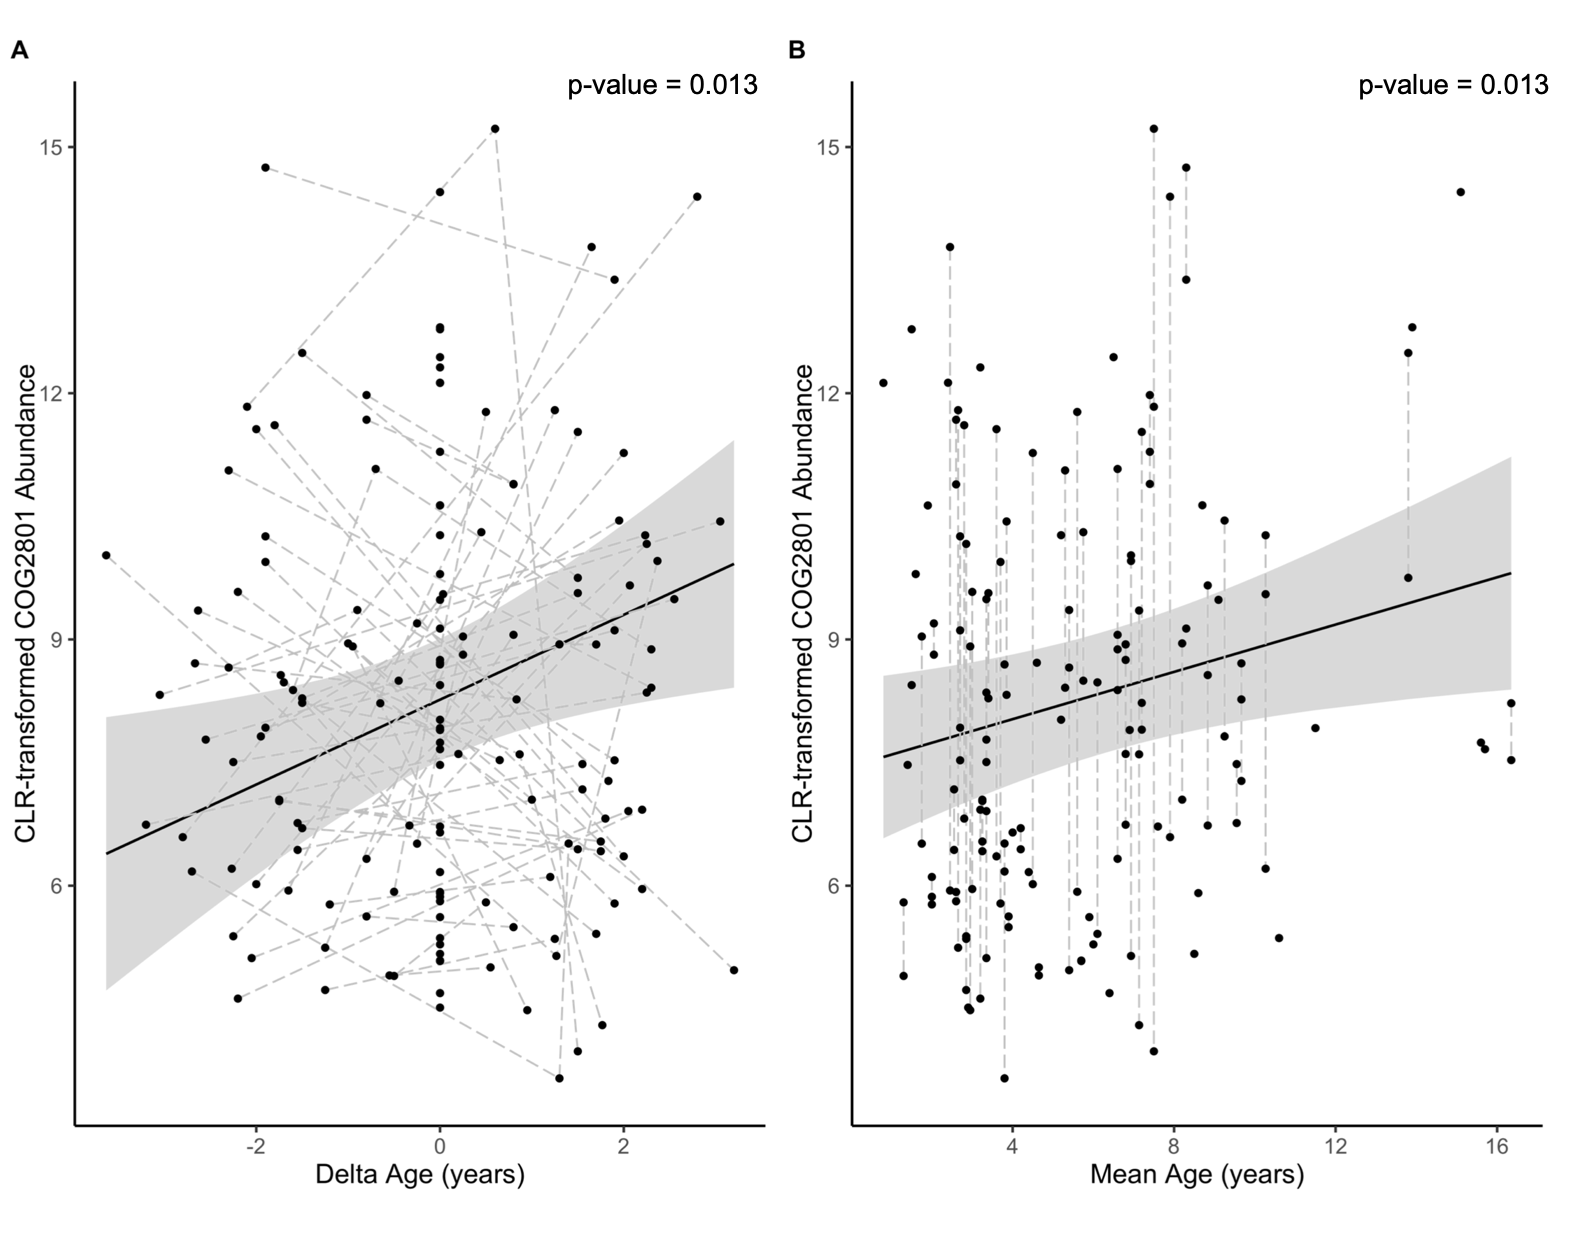 A
p-value = 0.013
CLR-transformed COG2801 Abundance
15
12
9
6
-2 0 2
Delta Age (years)
B
p-value = 0.013
CLR-transformed COG2801 Abundance
15
12
9
6
4 8 12 16
Mean Age (years)